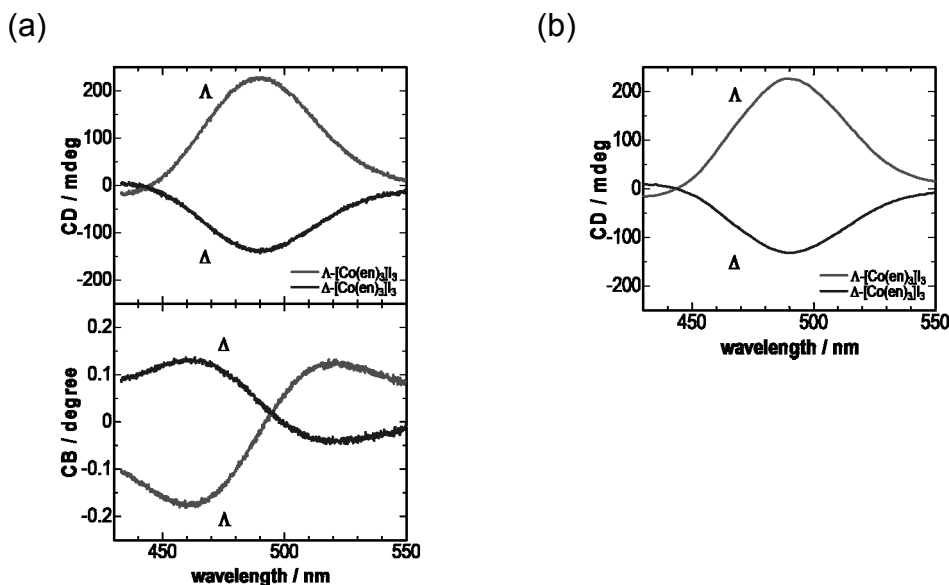 (a)
(b)
200
100
0
-100
-200
CD / mdeg
Λ
Δ
Λ-[Co(en)₃]I₃
Δ-[Co(en)₃]I₃
0.2
0.1
0
-0.1
-0.2
CB / degree
Δ
Λ
450
500
550
wavelength / nm
200
100
0
-100
-200
CD / mdeg
Λ
Δ
Λ-[Co(en)₃]I₃
Δ-[Co(en)₃]I₃
450
500
550
wavelength / nm